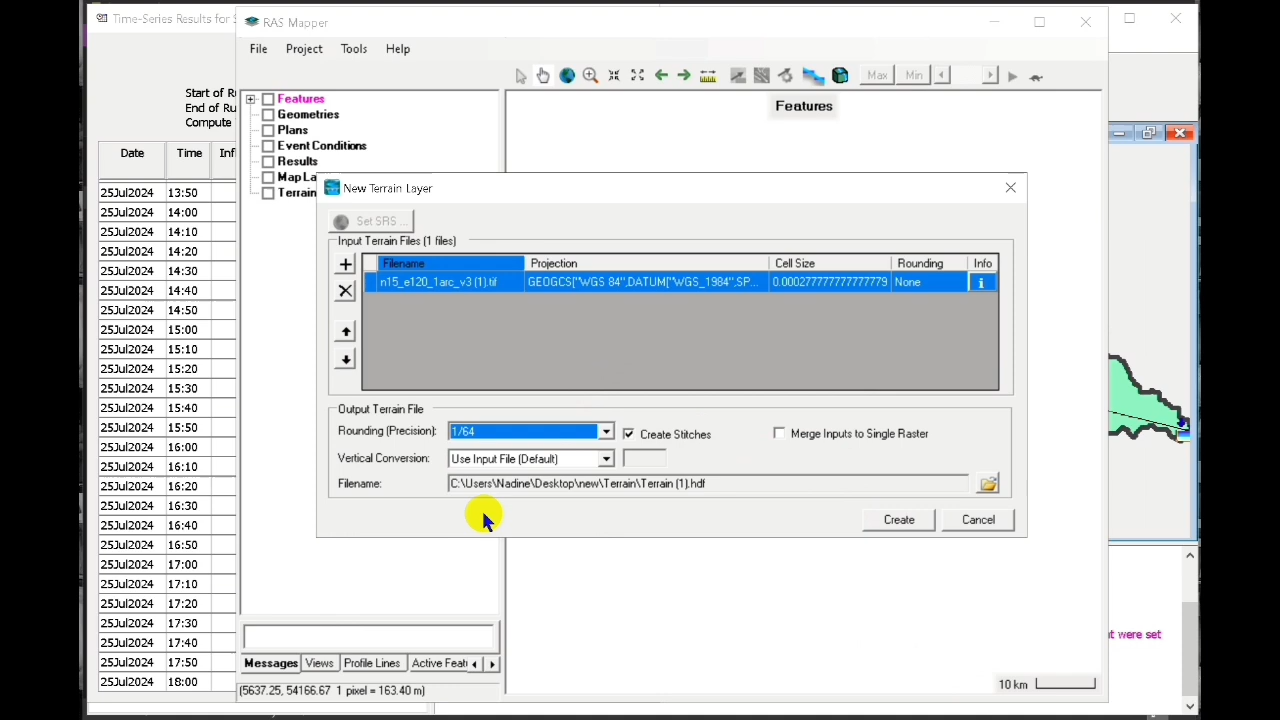 Time-Series Results for S
RAS Mapper
File Project Tools Help
Max Min
Start of Ru
End of Ru
Compute
Date Time Inf
25Jul2024 13:50
25Jul2024 14:00
25Jul2024 14:10
25Jul2024 14:20
25Jul2024 14:30
25Jul2024 14:40
25Jul2024 14:50
25Jul2024 15:00
25Jul2024 15:10
25Jul2024 15:20
25Jul2024 15:30
25Jul2024 15:40
25Jul2024 15:50
25Jul2024 16:00
25Jul2024 16:10
25Jul2024 16:20
25Jul2024 16:30
25Jul2024 16:40
25Jul2024 16:50
25Jul2024 17:00
25Jul2024 17:10
25Jul2024 17:20
25Jul2024 17:30
25Jul2024 17:40
25Jul2024 17:50
25Jul2024 18:00
Features
Geometries
Plans
Event Conditions
Results
Map La
Terrain
Features
New Terrain Layer
Set SRS ...
Input Terrain Files (1 files)
Filename Projection Cell Size Rounding Info
n15_e120_1arc_v3 (1).tif GEOGCS["WGS 84",DATUM["WGS_1984",SP... 0.000277777777777779 None i
Output Terrain File
Rounding (Precision): 1/64 Create Stitches Merge Inputs to Single Raster
Vertical Conversion: Use Input File (Default)
Filename: C:\Users\Nadine\Desktop\new\Terrain\Terrain (1).hdf
Create Cancel
t were set
Messages Views Profile Lines Active Featu
(5637.25, 54166.67 1 pixel = 163.40 m)
10 km